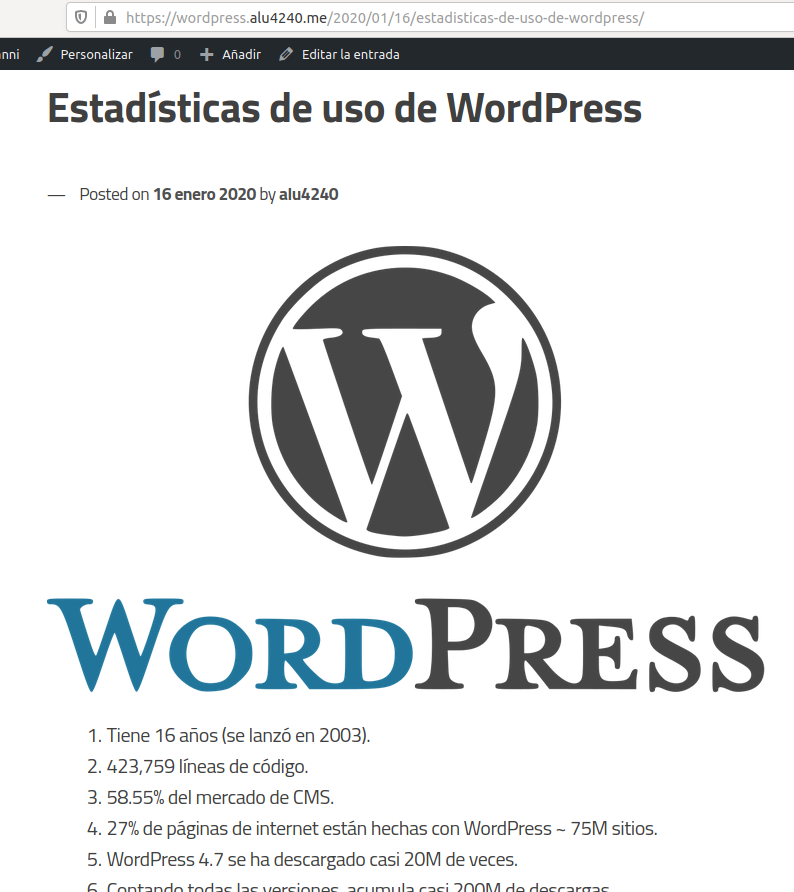 https://wordpress.alu4240.me/2020/01/16/estadisticas-de-uso-de-wordpress/
nni Personalizar 0 Añadir Editar la entrada
Estadísticas de uso de WordPress
— Posted on 16 enero 2020 by alu4240
WORDPRESS
1. Tiene 16 años (se lanzó en 2003).
2. 423,759 líneas de código.
3. 58.55% del mercado de CMS.
4. 27% de páginas de internet están hechas con WordPress ~ 75M sitios.
5. WordPress 4.7 se ha descargado casi 20M de veces.
6. Contando todas las versiones, acumula casi 200M de descargas